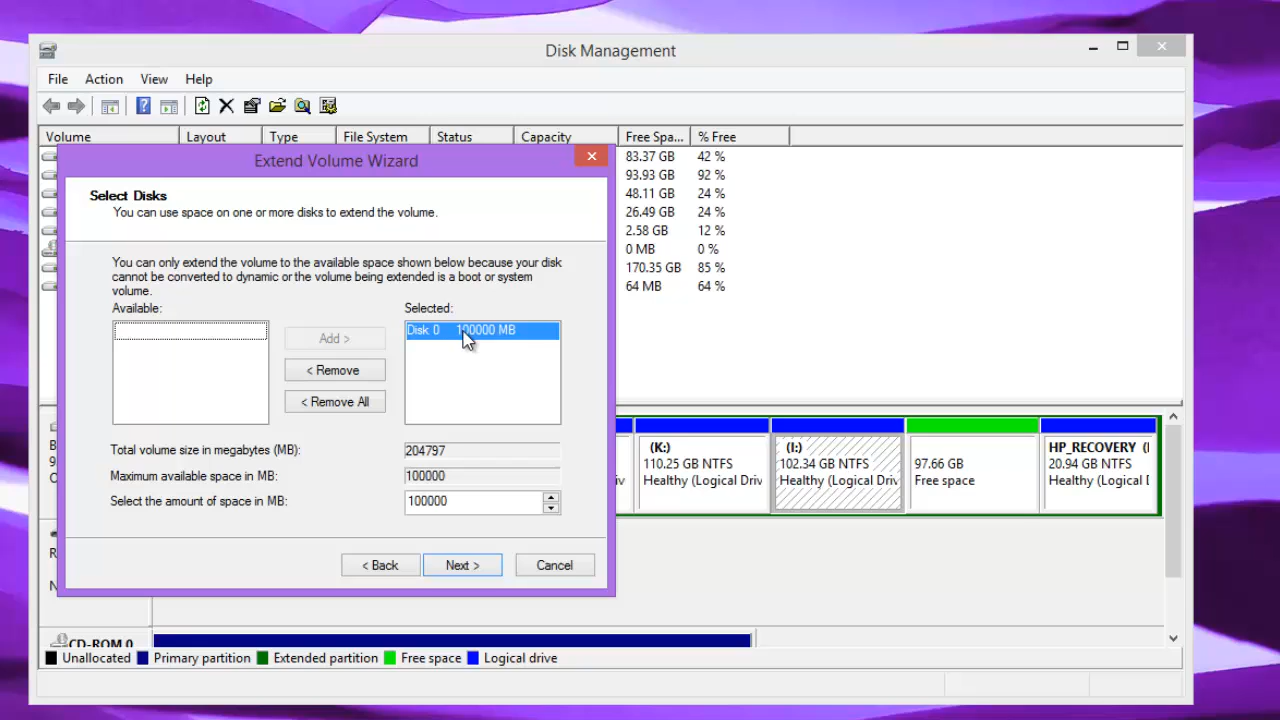 Disk Management
File Action View Help
Volume Layout Type File System Status Capacity Free Spa... % Free
83.37 GB 42 %
93.93 GB 92 %
48.11 GB 24 %
26.49 GB 24 %
2.58 GB 12 %
0 MB 0 %
170.35 GB 85 %
64 MB 64 %
Extend Volume Wizard
Select Disks
You can use space on one or more disks to extend the volume.
You can only extend the volume to the available space shown below because your disk
cannot be converted to dynamic or the volume being extended is a boot or system
volume.
Available: Selected:
Disk 0 100000 MB
Add >
< Remove
< Remove All
Total volume size in megabytes (MB): 204797
Maximum available space in MB: 100000
Select the amount of space in MB: 100000
< Back Next > Cancel
(K:)
110.25 GB NTFS
Healthy (Logical Driv
(I:)
102.34 GB NTFS
Healthy (Logical Driv
97.66 GB
Free space
HP_RECOVERY (
20.94 GB NTFS
Healthy (Logical D
CD-ROM 0
Unallocated Primary partition Extended partition Free space Logical drive